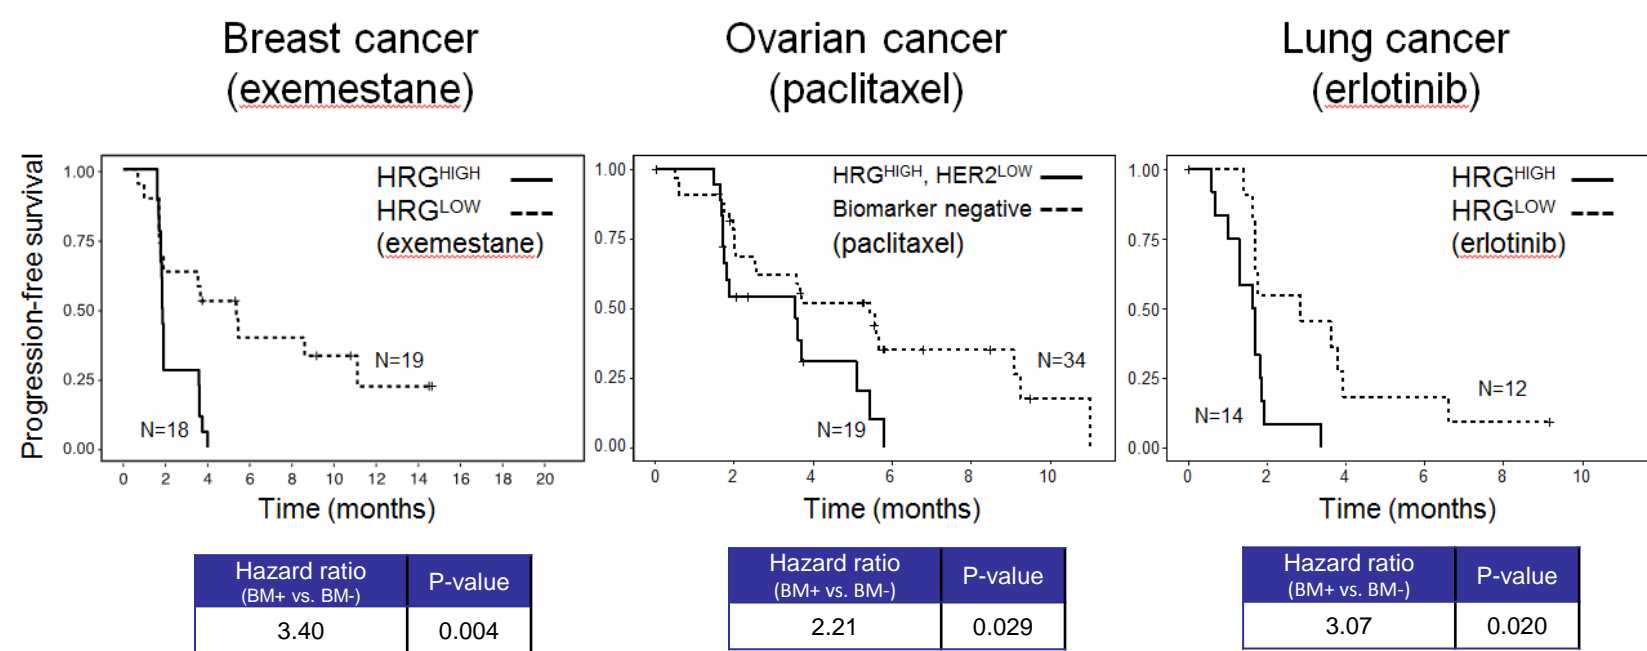 Breast cancer
(exemestane)
Ovarian cancer
(paclitaxel)
Lung cancer
(erlotinib)
Progression-free survival
1.00
0.75
0.50
0.25
0.00
HRGHIGH
HRGLOW
(exemestane)
N=19
N=18
0 2 4 6 8 10 12 14 16 18 20
Time (months)
1.00
0.75
0.50
0.25
0.00
HRGHIGH, HER2LOW
Biomarker negative
(paclitaxel)
N=34
N=19
0 2 4 6 8 10
Time (months)
1.00
0.75
0.50
0.25
0.00
HRGHIGH
HRGLOW
(erlotinib)
N=12
N=14
0 2 4 6 8 10
Time (months)
Hazard ratio
(BM+ vs. BM-)
P-value
3.40
0.004
Hazard ratio
(BM+ vs. BM-)
P-value
2.21
0.029
Hazard ratio
(BM+ vs. BM-)
P-value
3.07
0.020